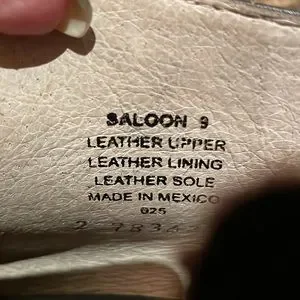 SALOON 9
LEATHER UPPER
LEATHER LINING
LEATHER SOLE
MADE IN MEXICO
025